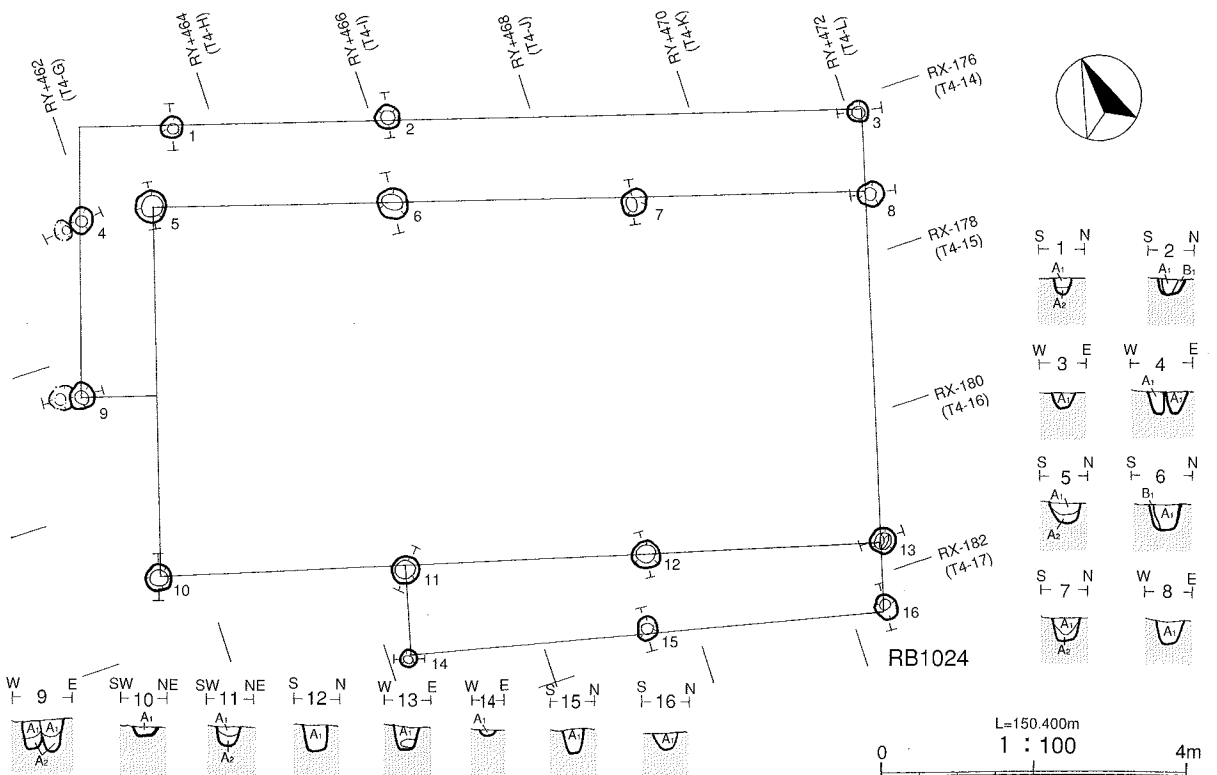 RY+462
(T4-G)
RY+464
(T4-H)
RY+466
(T4-I)
RY+468
(T4-J)
RY+470
(T4-K)
RY+472
(T4-L)
RX-176
(T4-14)
1
2
3
4
5
6
7
8
RX-178
(T4-15)
9
RX-180
(T4-16)
10
11
12
13
RX-182
(T4-17)
14
15
16
RB1024
S 1 N
A1
A2
S 2 N
A1 B1
W 3 E
A1
W 4 E
A1
A1
S 5 N
A1
A2
S 6 N
B1
A1
S 7 N
A1
A2
W 8 E
A1
W 9 E
A1 A1
A2
SW 10 NE
A1
SW 11 NE
A1
A2
S 12 N
A1
W 13 E
A1
W 14 E
A1
S 15 N
A1
S 16 N
A1
L=150.400m
1 : 100
0 4m